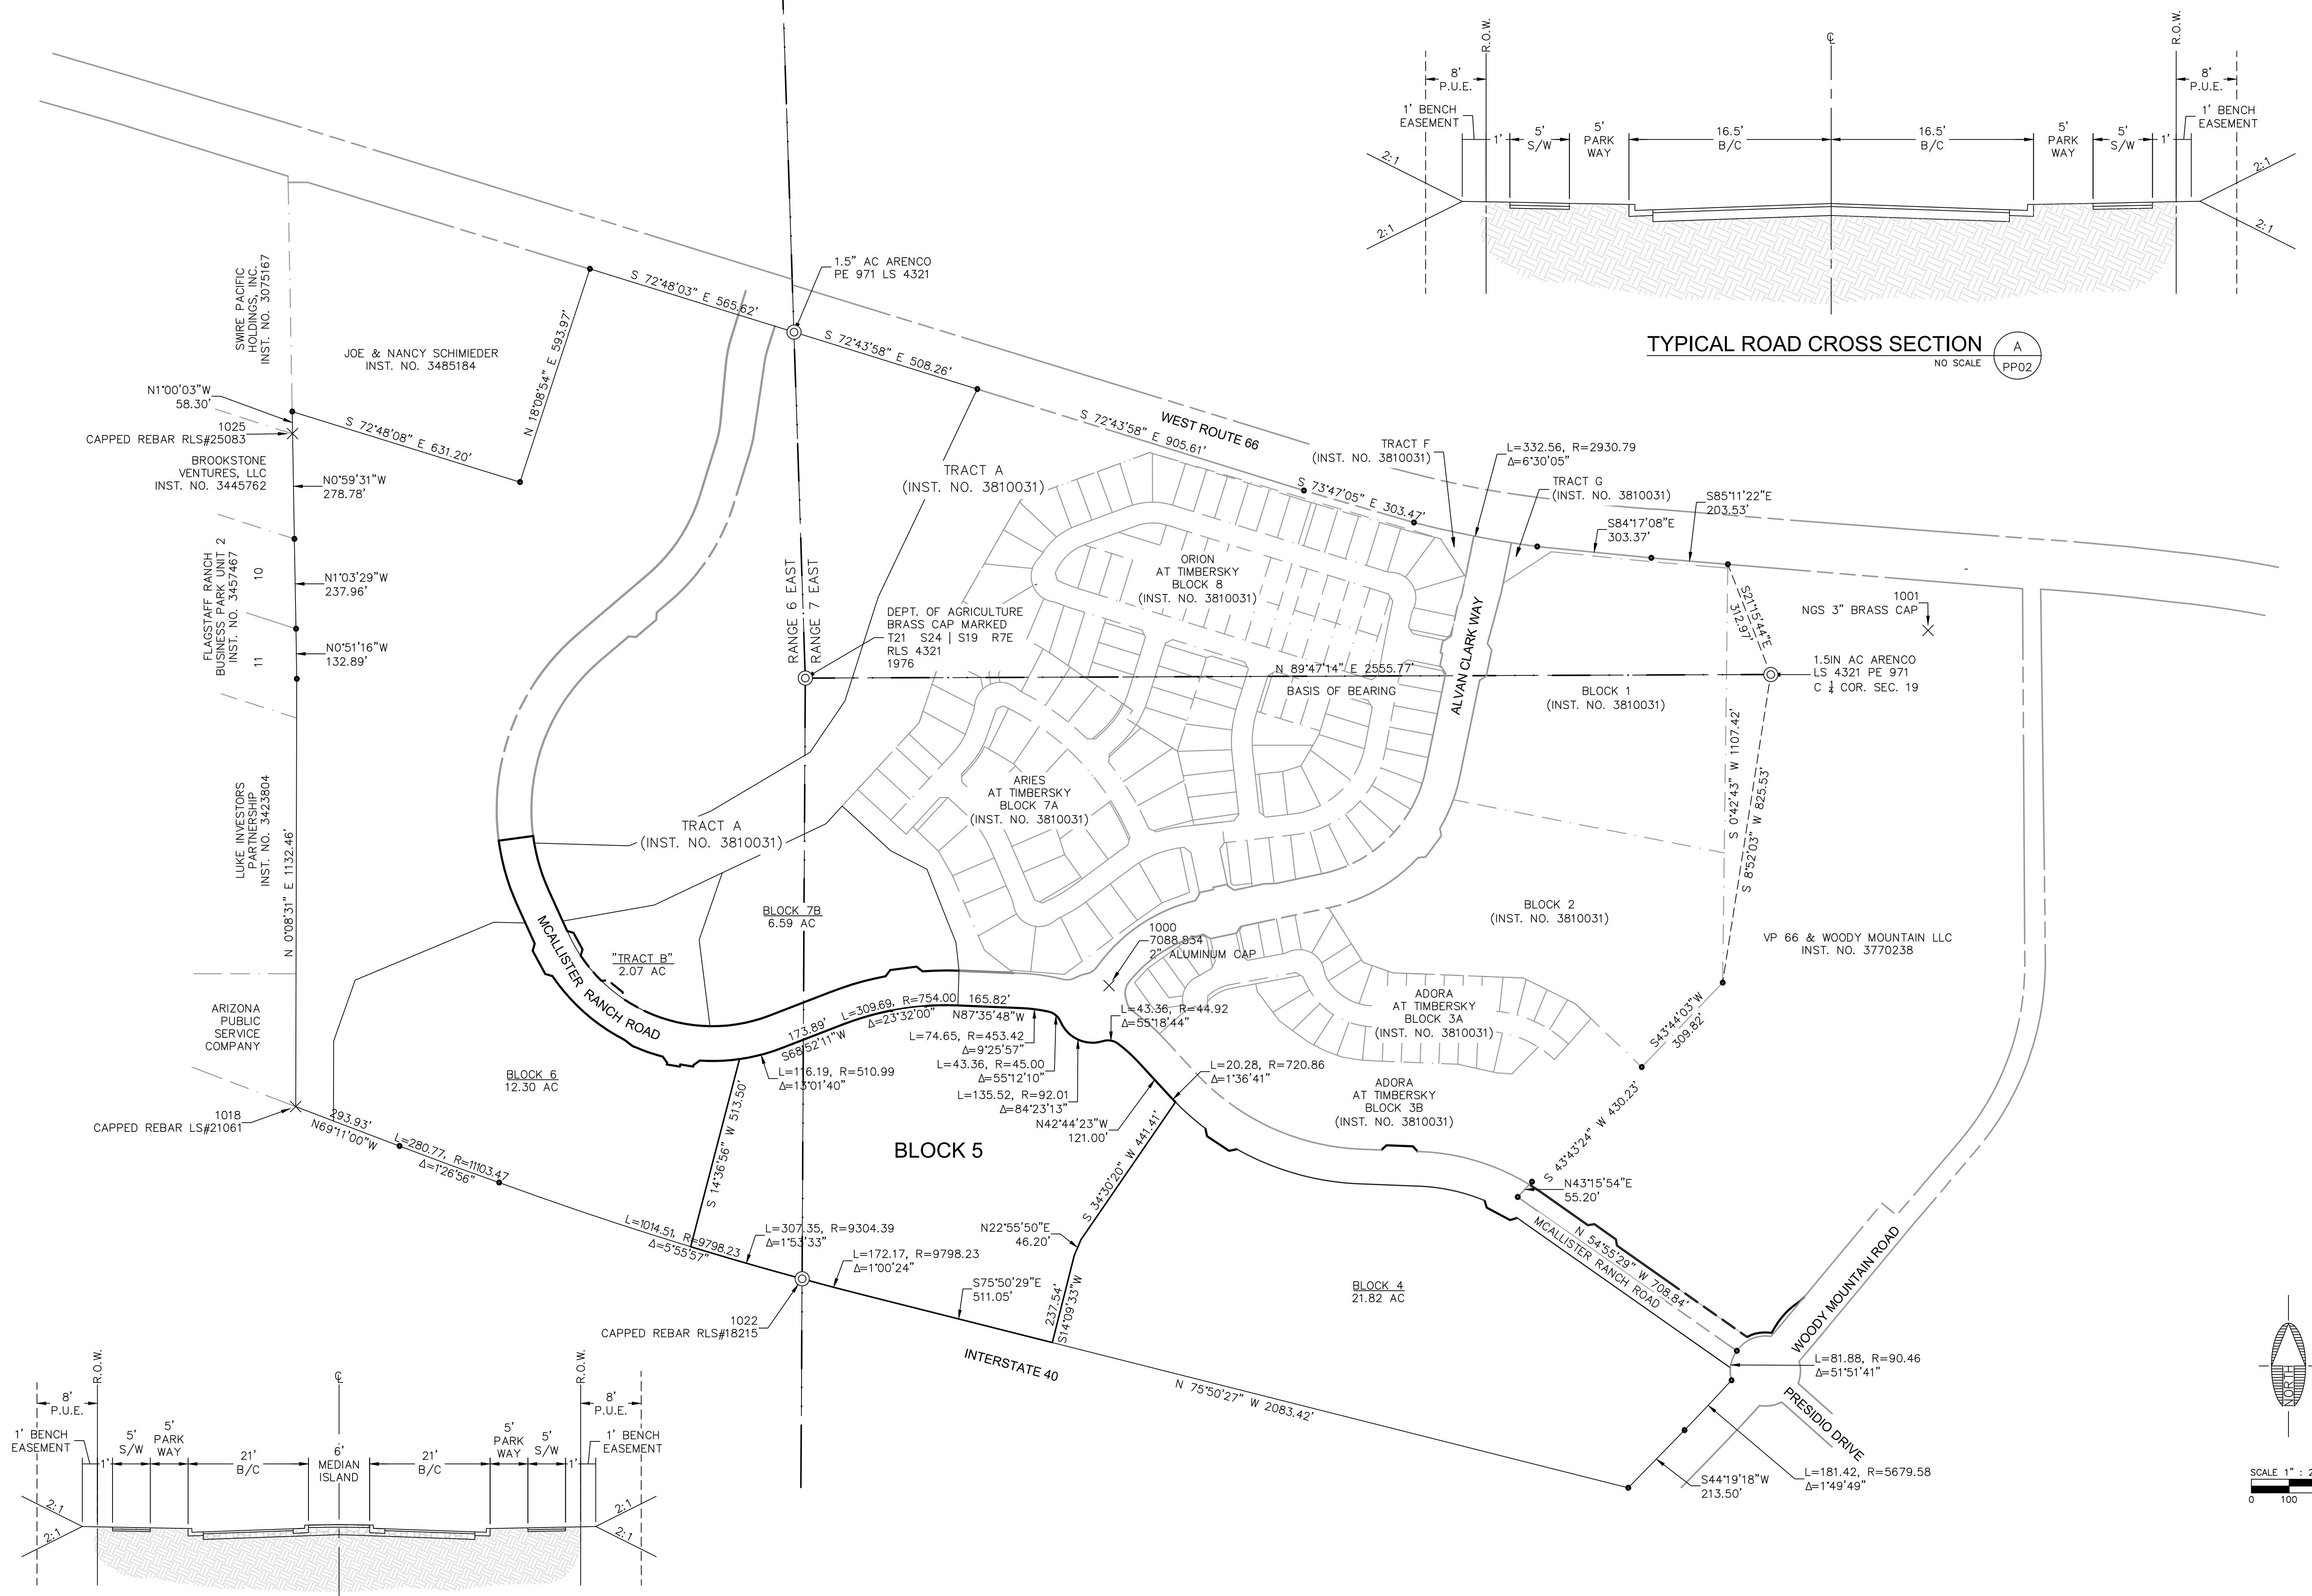 R.O.W.
℄
R.O.W.
8'
P.U.E.
8'
P.U.E.
1' BENCH
EASEMENT
1' BENCH
EASEMENT
1'
5'
S/W
5'
PARK
WAY
16.5'
B/C
16.5'
B/C
5'
PARK
WAY
5'
S/W
1'
2:1
2:1
2:1
2:1
TYPICAL ROAD CROSS SECTION
NO SCALE
A
PP02
SWIRE PACIFIC
HOLDINGS, INC.
INST. NO. 3075167
JOE & NANCY SCHIMIEDER
INST. NO. 3485184
S 72°48'03" E 565.62'
1.5" AC ARENCO
PE 971 LS 4321
N 18°08'54" E 593.97'
S 72°43'58" E 508.26'
N1°00'03"W
58.30'
1025
CAPPED REBAR RLS#25083
S 72°48'08" E 631.20'
BROOKSTONE
VENTURES, LLC
INST. NO. 3445762
N0°59'31"W
278.78'
S 72°43'58" E 905.61'
WEST ROUTE 66
TRACT A
(INST. NO. 3810031)
TRACT F
(INST. NO. 3810031)
L=332.56, R=2930.79
Δ=6°30'05"
S 73°47'05" E 303.47'
TRACT G
(INST. NO. 3810031)
S85°11'22"E
203.53'
S84°17'08"E
303.37'
FLAGSTAFF RANCH
BUSINESS PARK UNIT 2
INST. NO. 3457467
10
11
N1°03'29"W
237.96'
N0°51'16"W
132.89'
RANGE 6 EAST
RANGE 7 EAST
ORION
AT TIMBERSKY
BLOCK 8
(INST. NO. 3810031)
DEPT. OF AGRICULTURE
BRASS CAP MARKED
T21 S24 | S19 R7E
RLS 4321
1976
ALVAN CLARK WAY
S21°15'44"E
312.97'
1001
NGS 3" BRASS CAP
N 89°47'14" E 2555.77'
BASIS OF BEARING
BLOCK 1
(INST. NO. 3810031)
1.5IN AC ARENCO
LS 4321 PE 971
C ¼ COR. SEC. 19
S 0°42'43" W 1107.42'
S 8°52'03" W 825.53'
LUKE INVESTORS
PARTNERSHIP
INST. NO. 3423804
N 0°08'31" E 1132.46'
TRACT A
(INST. NO. 3810031)
ARIES
AT TIMBERSKY
BLOCK 7A
(INST. NO. 3810031)
BLOCK 7B
6.59 AC
"TRACT B"
2.07 AC
MCALLISTER RANCH ROAD
1000
7088.834
2" ALUMINUM CAP
BLOCK 2
(INST. NO. 3810031)
VP 66 & WOODY MOUNTAIN LLC
INST. NO. 3770238
ARIZONA
PUBLIC
SERVICE
COMPANY
173.89'
S68°52'11"W
L=309.69, R=754.00
Δ=23°32'00"
165.82'
N87°35'48"W
L=43.36, R=44.92
Δ=55°18'44"
L=74.65, R=453.42
Δ=9°25'57"
L=43.36, R=45.00
Δ=55°12'10"
L=135.52, R=92.01
Δ=84°23'13"
N42°44'23"W
121.00'
L=20.28, R=720.86
Δ=1°36'41"
ADORA
AT TIMBERSKY
BLOCK 3A
(INST. NO. 3810031)
ADORA
AT TIMBERSKY
BLOCK 3B
(INST. NO. 3810031)
S43°44'03"W
309.82'
S 43°43'24" W 430.23'
L=116.19, R=510.99
Δ=13°01'40"
BLOCK 6
12.30 AC
1018
CAPPED REBAR LS#21061
293.93'
N69°11'00"W
L=280.77, R=11103.47
Δ=1°26'56"
S 14°36'56" W 513.50'
BLOCK 5
S 34°30'20" W 441.41'
N22°55'50"E
46.20'
L=1014.51, R=9798.23
Δ=5°55'57"
L=307.35, R=9304.39
Δ=1°53'33"
L=172.17, R=9798.23
Δ=1°00'24"
S75°50'29"E
511.05'
237.54'
S14°09'33"W
1022
CAPPED REBAR RLS#18215
INTERSTATE 40
N 75°50'27" W 2083.42'
BLOCK 4
21.82 AC
N43°15'54"E
55.20'
N 54°55'29" W 708.84'
MCALLISTER RANCH ROAD
WOODY MOUNTAIN ROAD
L=81.88, R=90.46
Δ=51°51'41"
PRESIDIO DRIVE
L=181.42, R=5679.58
Δ=1°49'49"
S44°19'18"W
213.50'
NORTH
SCALE 1" : 2
0 100
R.O.W.
℄
R.O.W.
8'
P.U.E.
8'
P.U.E.
1' BENCH
EASEMENT
1' BENCH
EASEMENT
1'
5'
S/W
5'
PARK
WAY
21'
B/C
6'
MEDIAN
ISLAND
21'
B/C
5'
PARK
WAY
5'
S/W
1'
2:1
2:1
2:1
2:1